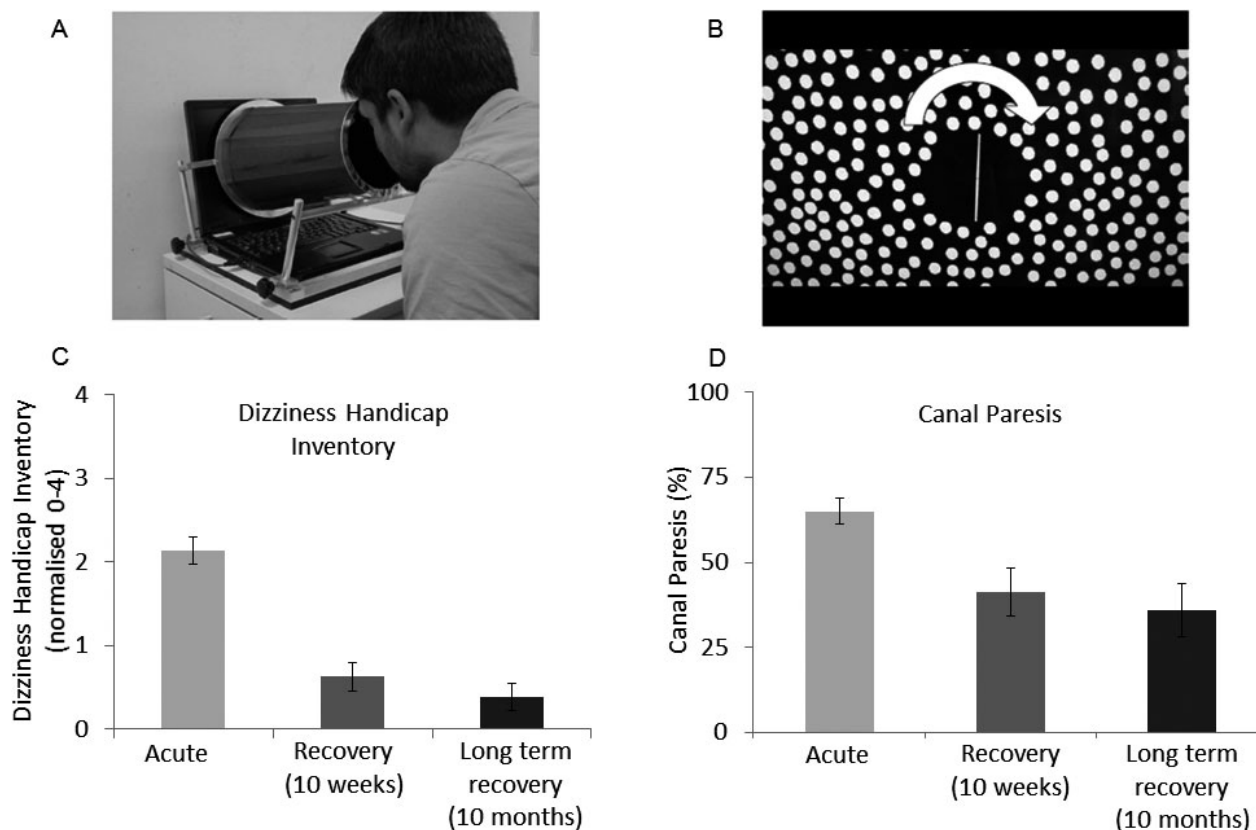 A
B
C
Dizziness Handicap Inventory
(normalised 0-4)
4
3
2
1
0
Dizziness Handicap
Inventory
Acute
Recovery
(10 weeks)
Long term
recovery
(10 months)
D
Canal Paresis (%)
100
75
50
25
0
Canal Paresis
Acute
Recovery
(10 weeks)
Long term
recovery
(10 months)